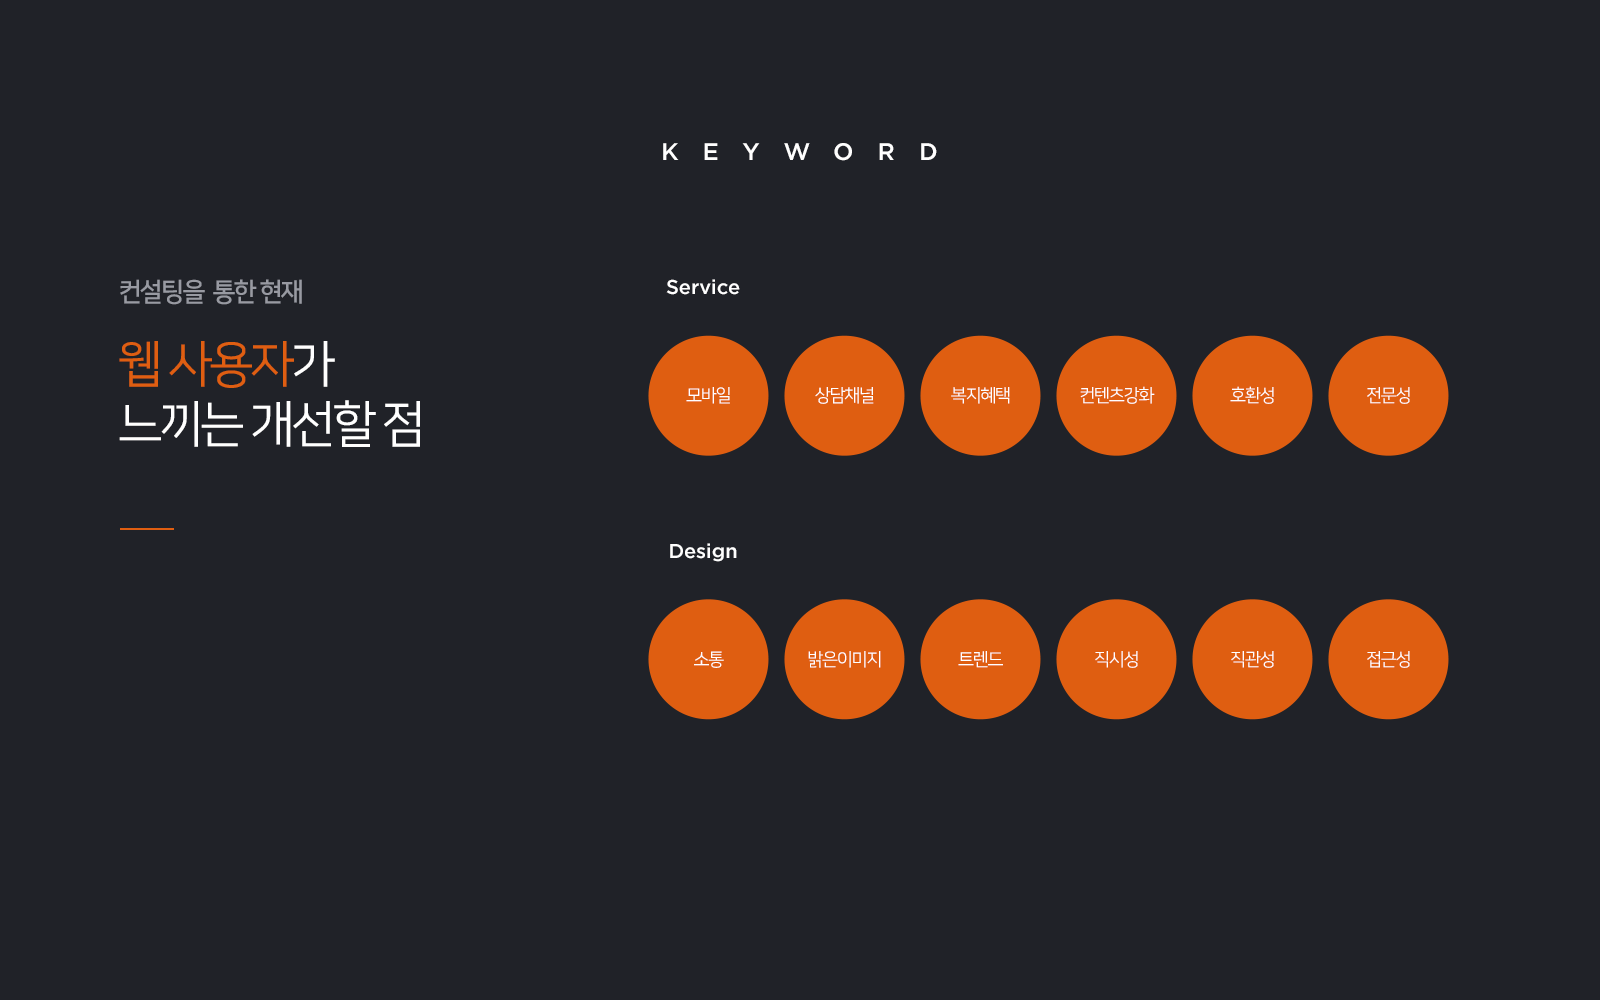 KEYWORD
컨설팅을 통한 현재
웹 사용자가
느끼는 개선할 점
Service
모바일
상담채널
복지혜택
컨텐츠강화
호환성
전문성
Design
소통
밝은이미지
트렌드
직시성
직관성
접근성